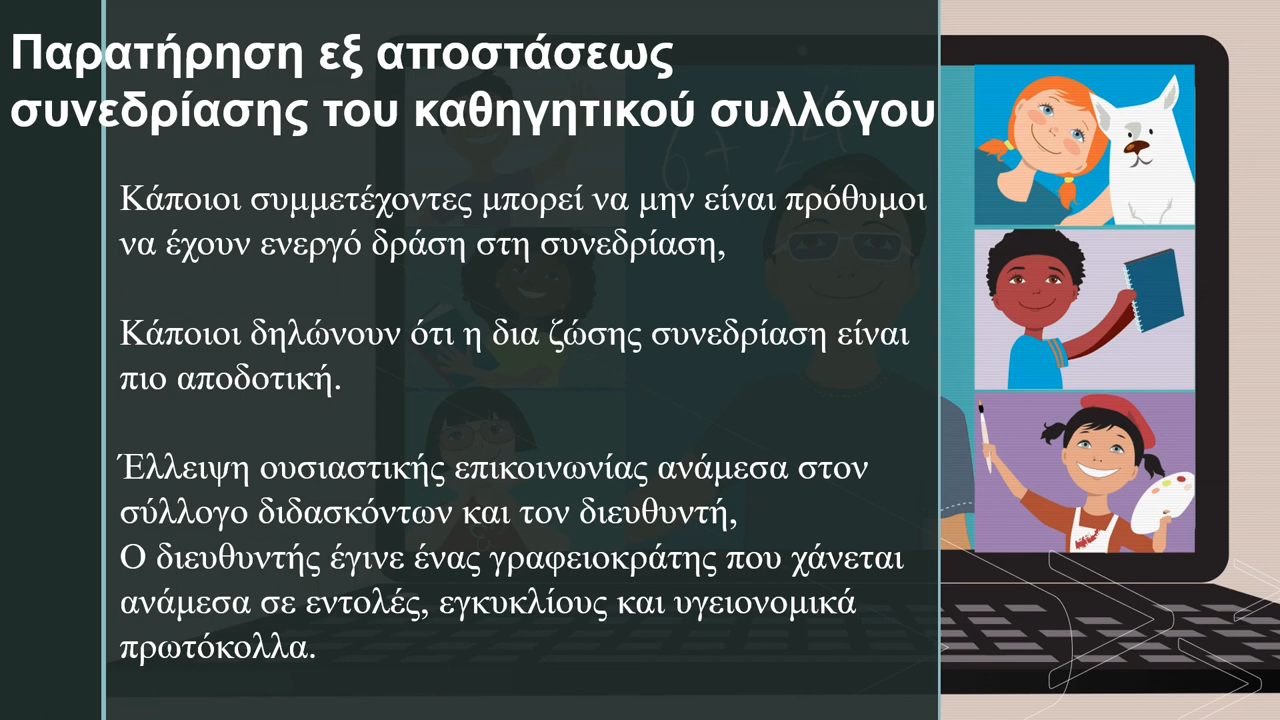 Παρατήρηση εξ αποστάσεως
συνεδρίασης του καθηγητικού συλλόγου
Κάποιοι συμμετέχοντες μπορεί να μην είναι πρόθυμοι
να έχουν ενεργό δράση στη συνεδρίαση,
Κάποιοι δηλώνουν ότι η δια ζώσης συνεδρίαση είναι
πιο αποδοτική.
Έλλειψη ουσιαστικής επικοινωνίας ανάμεσα στον
σύλλογο διδασκόντων και τον διευθυντή,
Ο διευθυντής έγινε ένας γραφειοκράτης που χάνεται
ανάμεσα σε εντολές, εγκυκλίους και υγειονομικά
πρωτόκολλα.